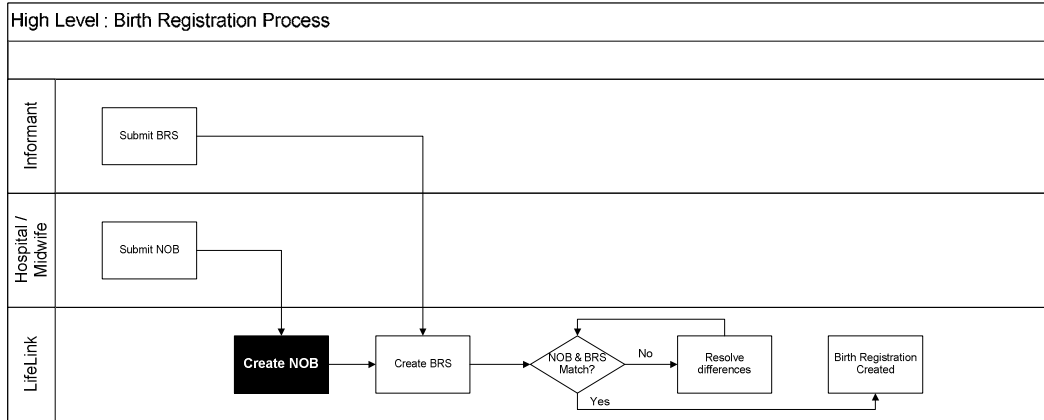 High Level : Birth Registration Process
Informant
Submit BRS
Hospital /
Midwife
Submit NOB
LifeLink
Create NOB
Create BRS
NOB & BRS
Match?
No
Yes
Resolve
differences
Birth Registration
Created